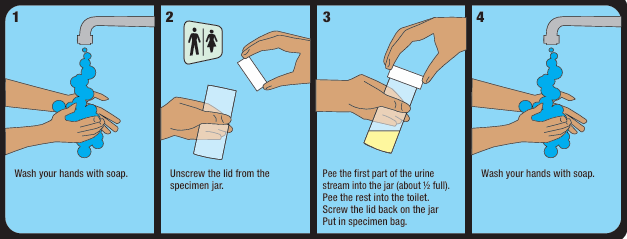 1
Wash your hands with soap.
2
Unscrew the lid from the
specimen jar.
3
Pee the first part of the urine
stream into the jar (about ½ full).
Pee the rest into the toilet.
Screw the lid back on the jar
Put in specimen bag.
4
Wash your hands with soap.